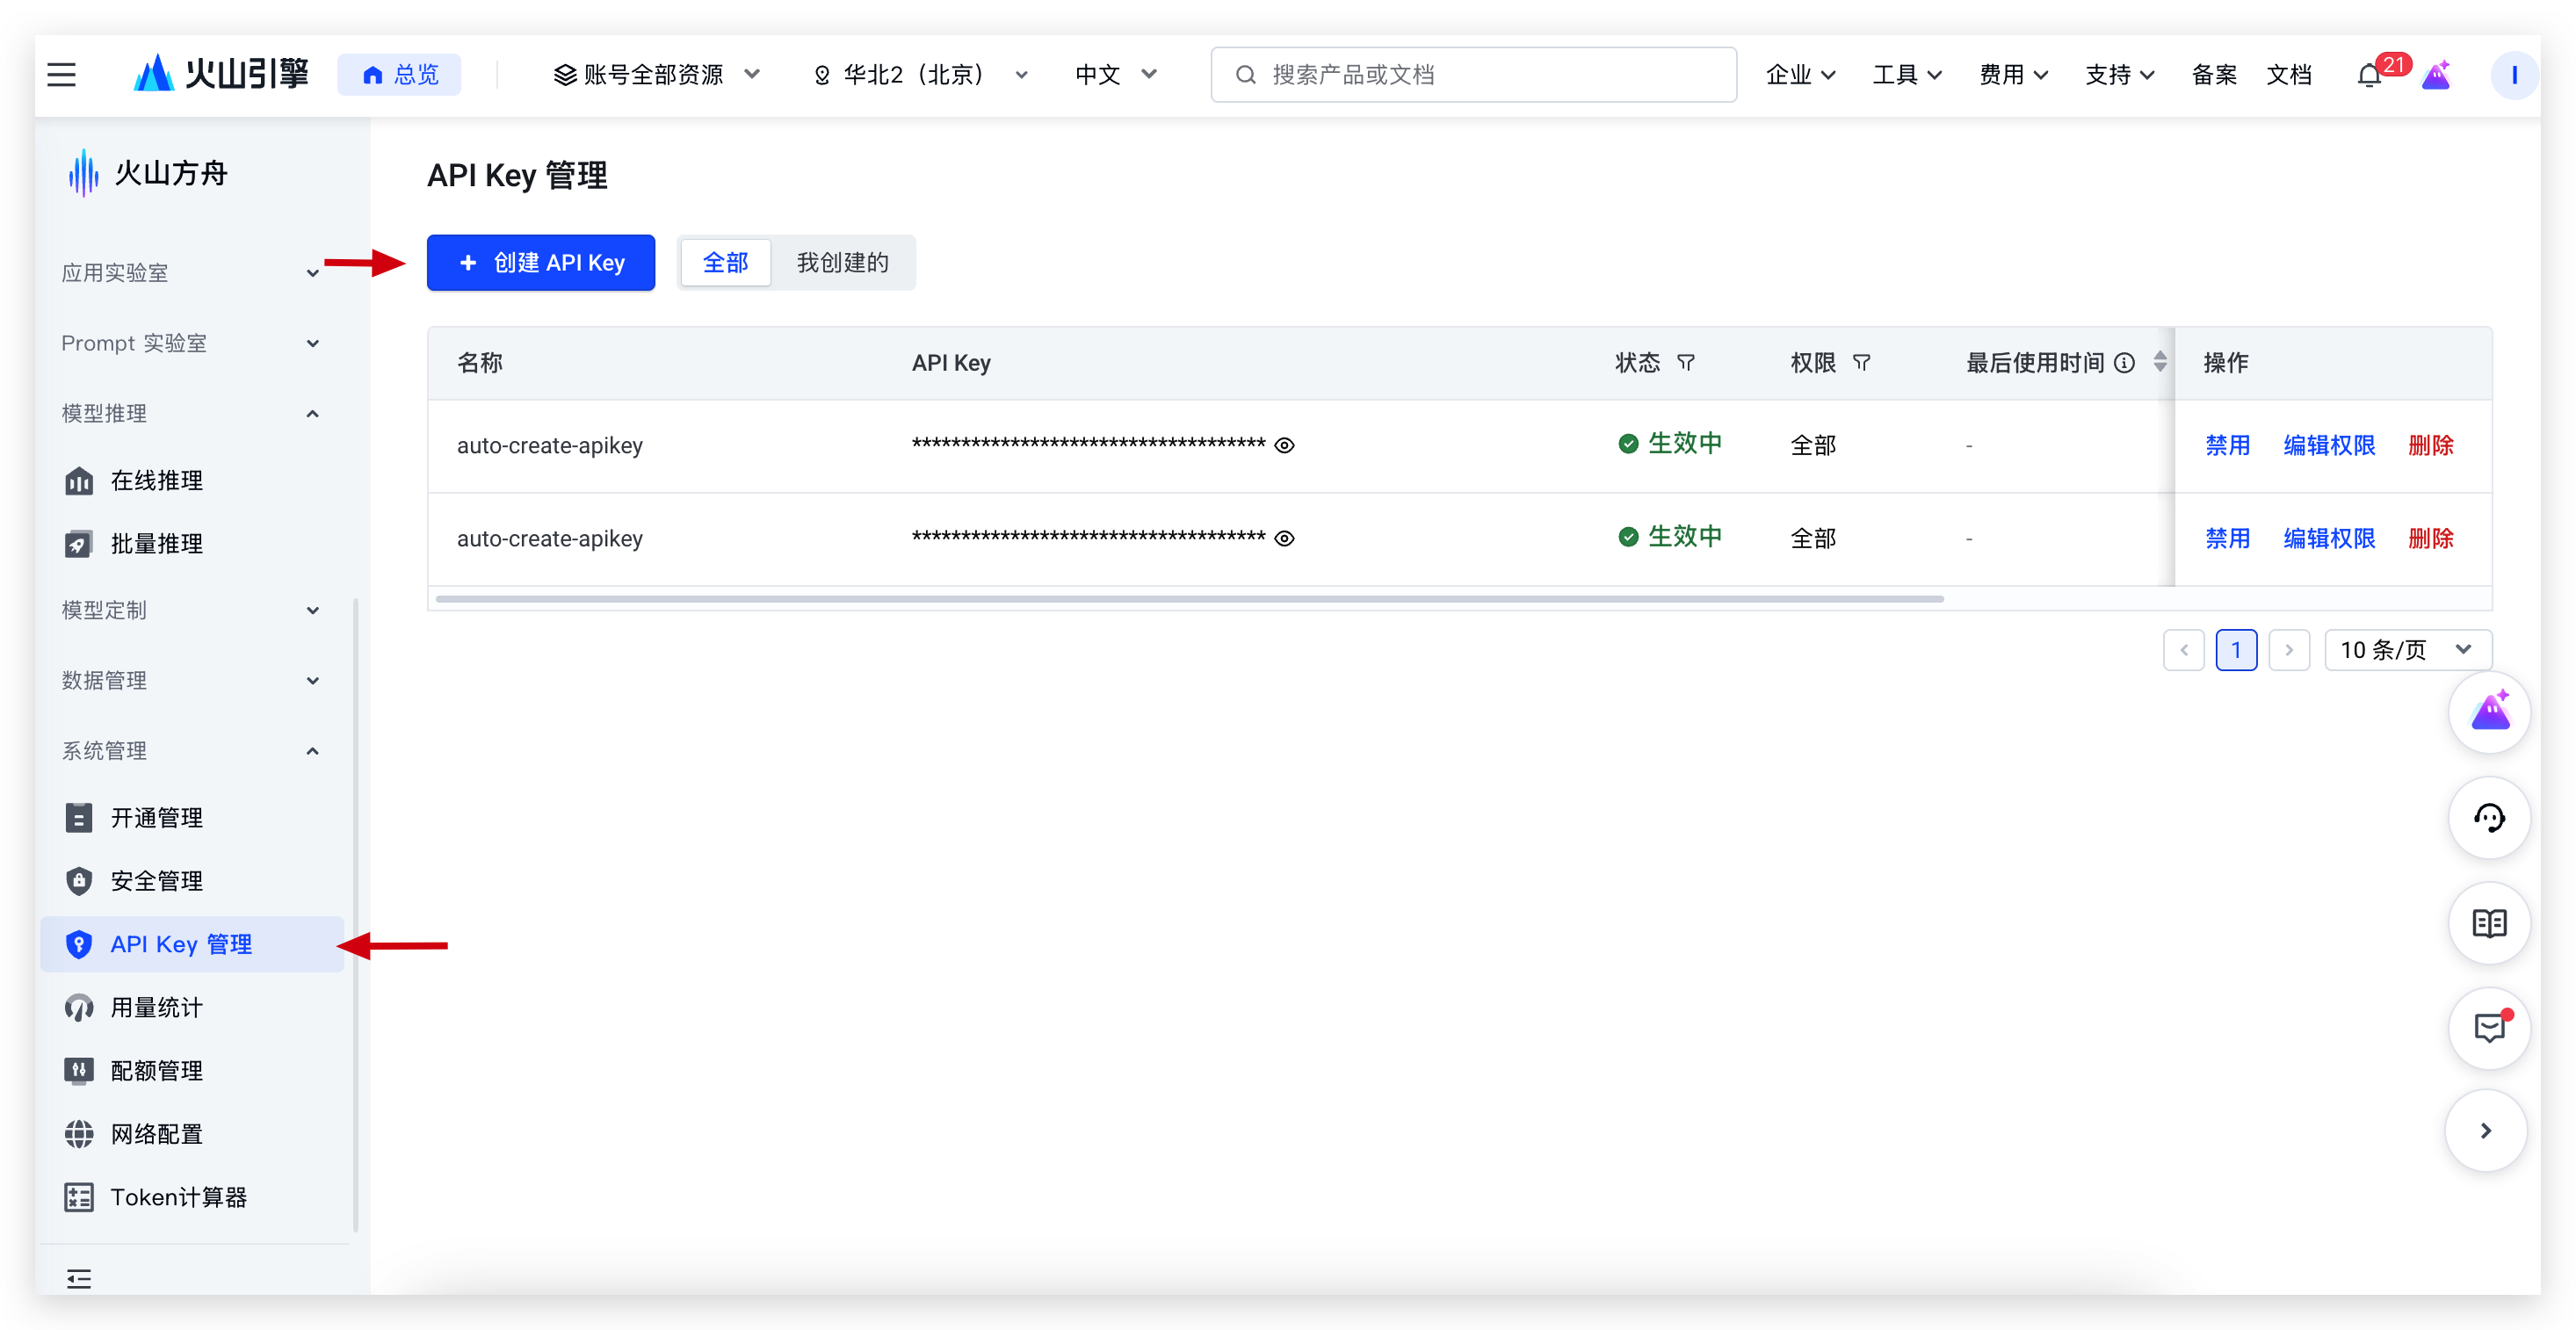 火山引擎 总览 账号全部资源 华北2（北京） 中文 搜索产品或文档 企业 工具 费用 支持 备案 文档 21 I
火山方舟
应用实验室
Prompt 实验室
模型推理
在线推理
批量推理
模型定制
数据管理
系统管理
开通管理
安全管理
API Key 管理
用量统计
配额管理
网络配置
Token计算器
API Key 管理
+ 创建 API Key 全部 我创建的
名称 API Key 状态 权限 最后使用时间 操作
auto-create-apikey ************************************ 生效中 全部 - 禁用 编辑权限 删除
auto-create-apikey ************************************ 生效中 全部 - 禁用 编辑权限 删除
1 10 条/页